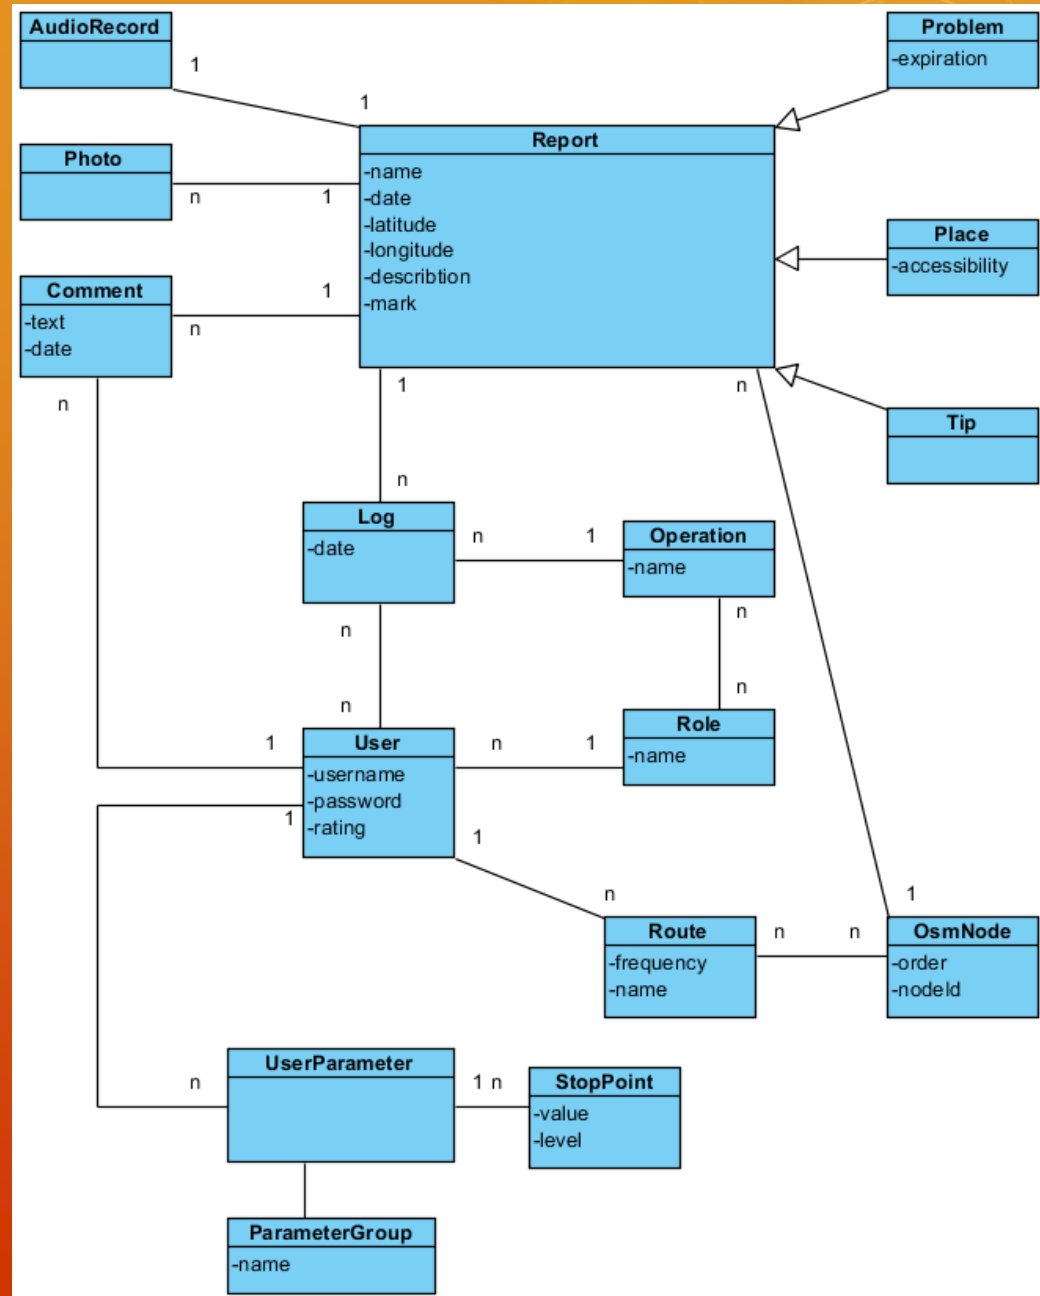 AudioRecord
1
1
Problem
-expiration
Report
-name
-date
-latitude
-longitude
-describtion
-mark
Photo
n
1
Place
-accessibility
Comment
-text
-date
1
n
n
1
n
Tip
n
Log
-date
n
1
Operation
-name
n
n
n
n
Role
-name
1
User
-username
-password
-rating
n
1
1
1
n
1
Route
-frequency
-name
n
n
OsmNode
-order
-nodeId
UserParameter
n
1 n
StopPoint
-value
-level
ParameterGroup
-name